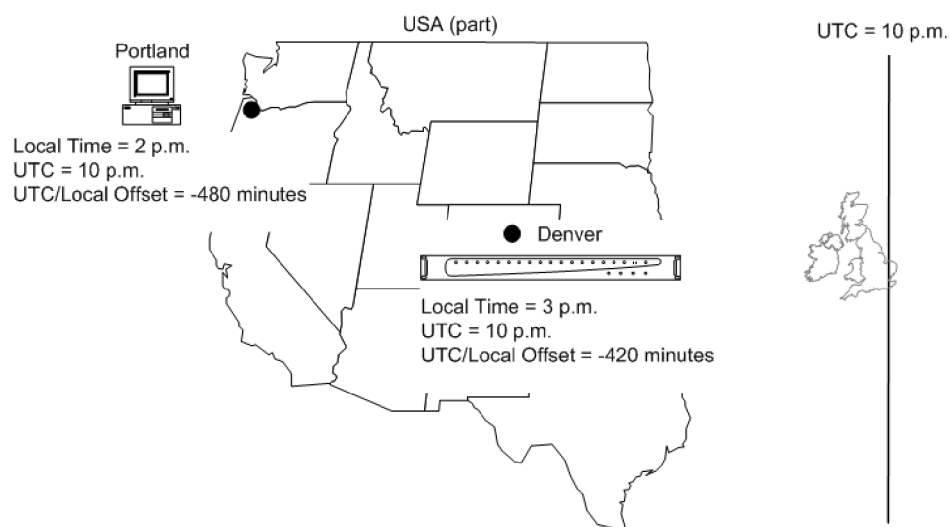 USA (part)
UTC = 10 p.m.
Portland
Local Time = 2 p.m.
UTC = 10 p.m.
UTC/Local Offset = -480 minutes
Denver
Local Time = 3 p.m.
UTC = 10 p.m.
UTC/Local Offset = -420 minutes